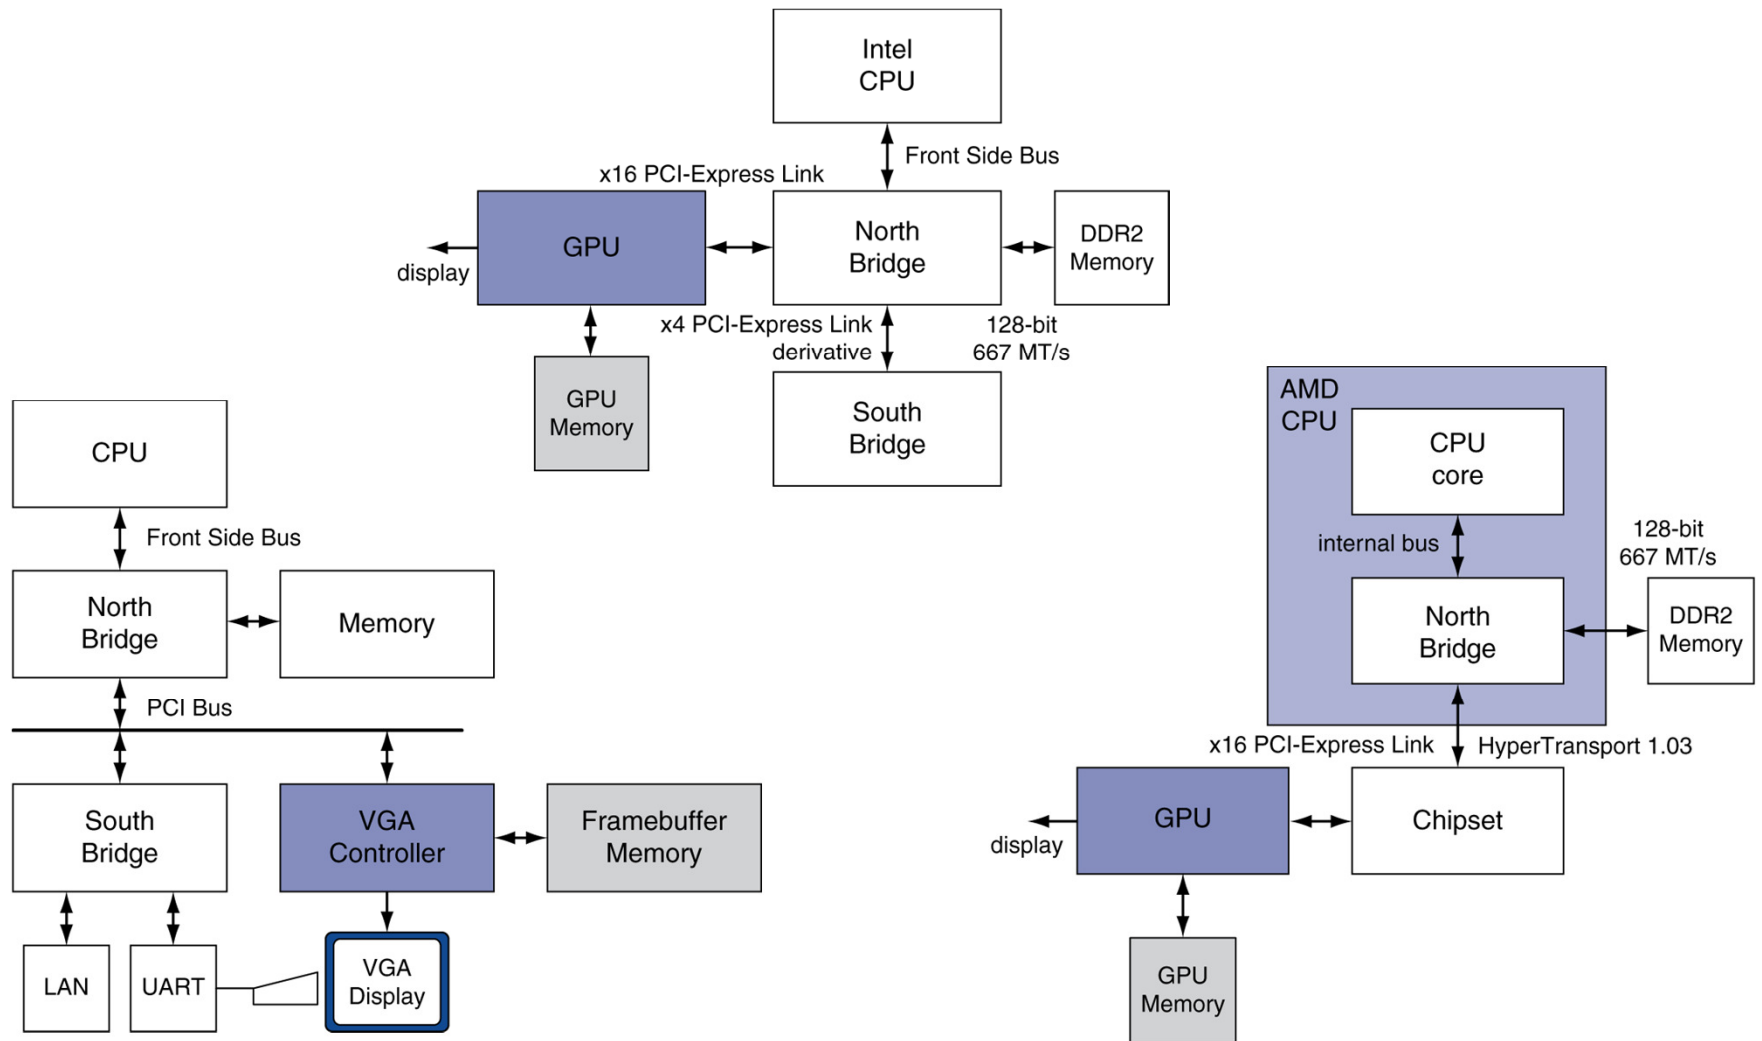 Intel
CPU
Front Side Bus
x16 PCI-Express Link
GPU
North
Bridge
DDR2
Memory
display
x4 PCI-Express Link
derivative
128-bit
667 MT/s
GPU
Memory
South
Bridge
CPU
Front Side Bus
North
Bridge
Memory
PCI Bus
South
Bridge
VGA
Controller
Framebuffer
Memory
LAN
UART
VGA
Display
AMD
CPU
CPU
core
internal bus
128-bit
667 MT/s
North
Bridge
DDR2
Memory
x16 PCI-Express Link
HyperTransport 1.03
GPU
Chipset
display
GPU
Memory